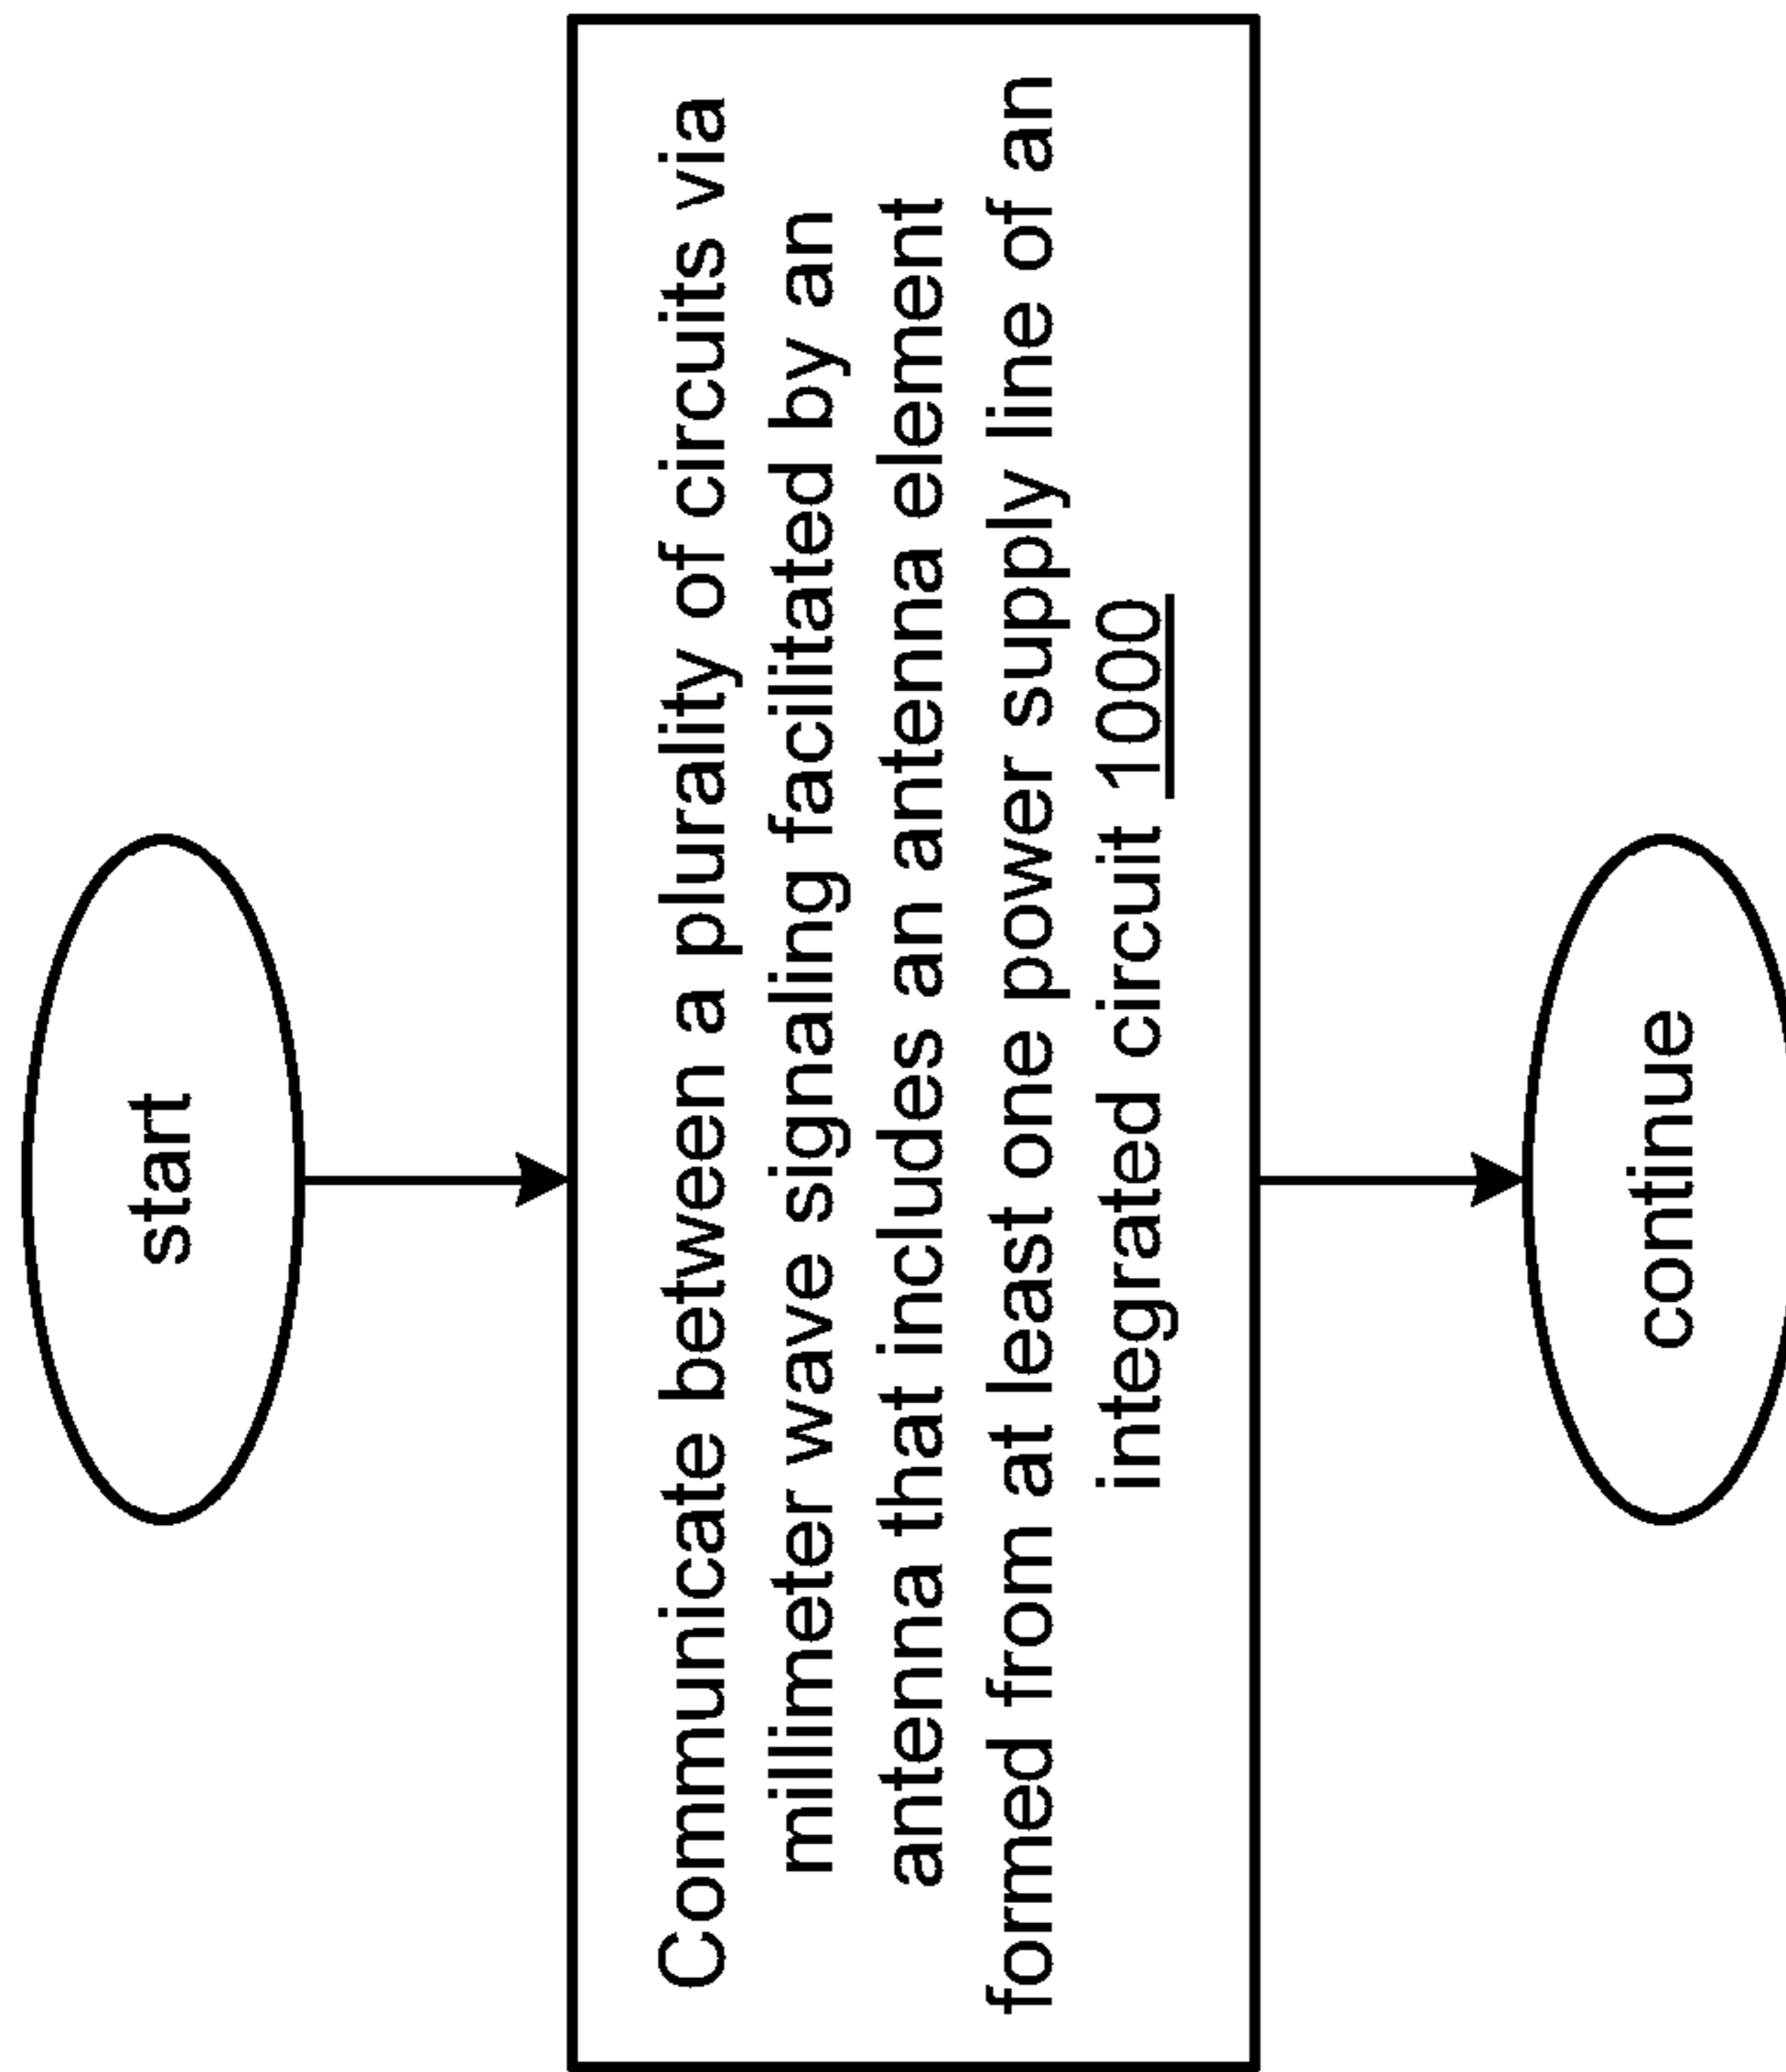 start
Communicate between a plurality of circuits via
millimeter wave signaling facilitated by an
antenna that includes an antenna element
formed from at least one power supply line of an
integrated circuit 1000
continue